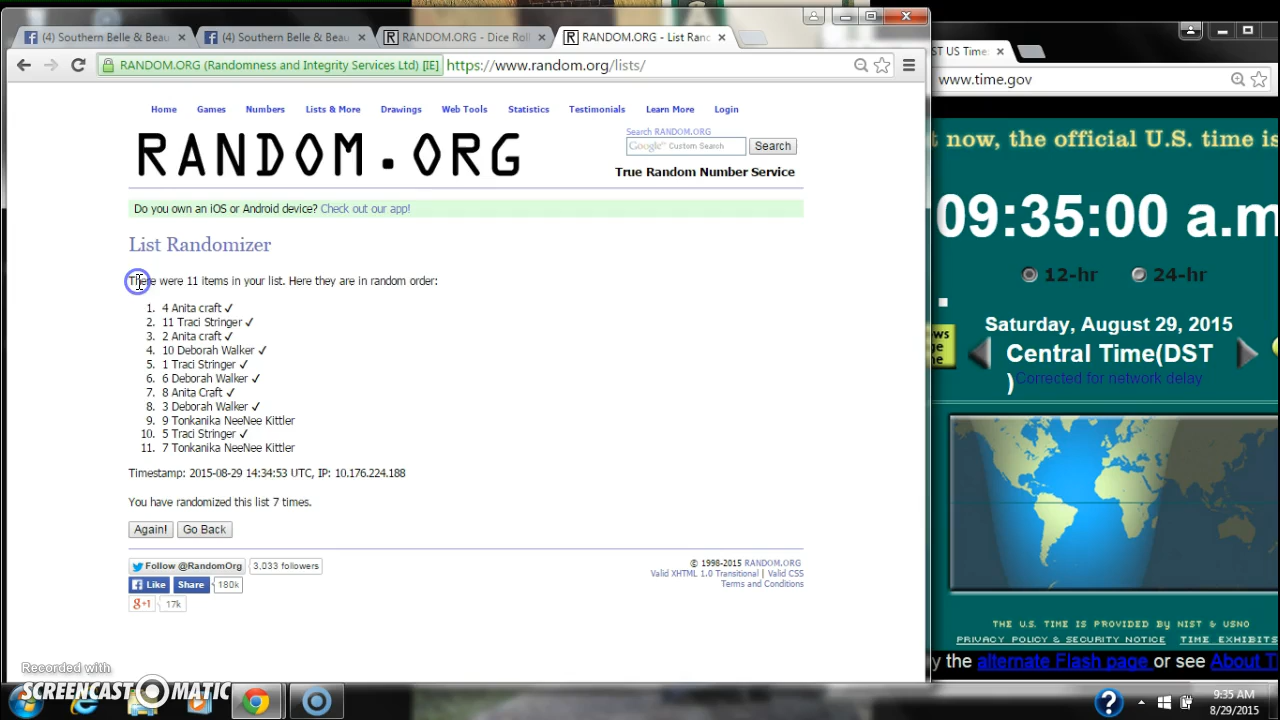 (4) Southern Belle & Beau
(4) Southern Belle & Beau
RANDOM.ORG - Dice Roll
RANDOM.ORG - List Ranc
ST US Time
RANDOM.ORG (Randomness and Integrity Services Ltd) [IE]
https://www.random.org/lists/
www.time.gov
Home Games Numbers Lists & More Drawings Web Tools Statistics Testimonials Learn More Login
RANDOM.ORG
Search RANDOM.ORG
Google™ Custom Search
Search
True Random Number Service
Do you own an iOS or Android device? Check out our app!
List Randomizer
There were 11 items in your list. Here they are in random order:
1. 4 Anita craft ✓
2. 11 Traci Stringer ✓
3. 2 Anita craft ✓
4. 10 Deborah Walker ✓
5. 1 Traci Stringer ✓
6. 6 Deborah Walker ✓
7. 8 Anita Craft ✓
8. 3 Deborah Walker ✓
9. 9 Tonkanika NeeNee Kittler
10. 5 Traci Stringer ✓
11. 7 Tonkanika NeeNee Kittler
Timestamp: 2015-08-29 14:34:53 UTC, IP: 10.176.224.188
You have randomized this list 7 times.
Again! Go Back
Follow @RandomOrg 3,033 followers
Like Share 180k
g+1 17k
© 1998-2015 RANDOM.ORG
Valid XHTML 1.0 Transitional | Valid CSS
Terms and Conditions
t now, the official U.S. time is
09:35:00 a.m
12-hr 24-hr
Saturday, August 29, 2015
Central Time(DST
)
Corrected for network delay
THE U.S. TIME IS PROVIDED BY NIST & USNO
PRIVACY POLICY & SECURITY NOTICE TIME EXHIBITS
y the alternate Flash page or see About T
Recorded with
SCREENCAST-O-MATIC
9:35 AM
8/29/2015